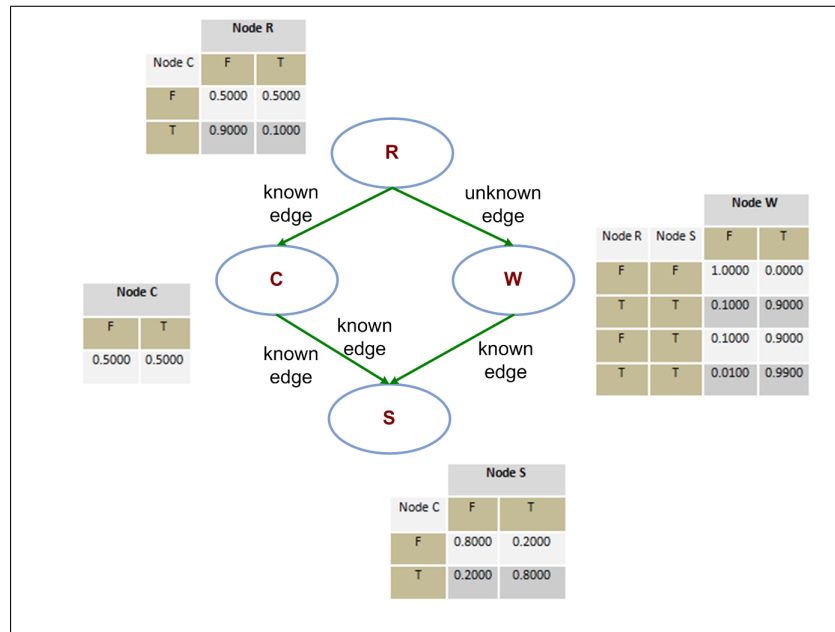 Node R
Node C F T
F 0.5000 0.5000
T 0.9000 0.1000
R
known
edge
unknown
edge
Node W
Node R Node S F T
F F 1.0000 0.0000
T T 0.1000 0.9000
F T 0.1000 0.9000
T T 0.0100 0.9900
C
W
Node C
F T
0.5000 0.5000
known
edge
known
edge
known
edge
S
Node S
Node C F T
F 0.8000 0.2000
T 0.2000 0.8000